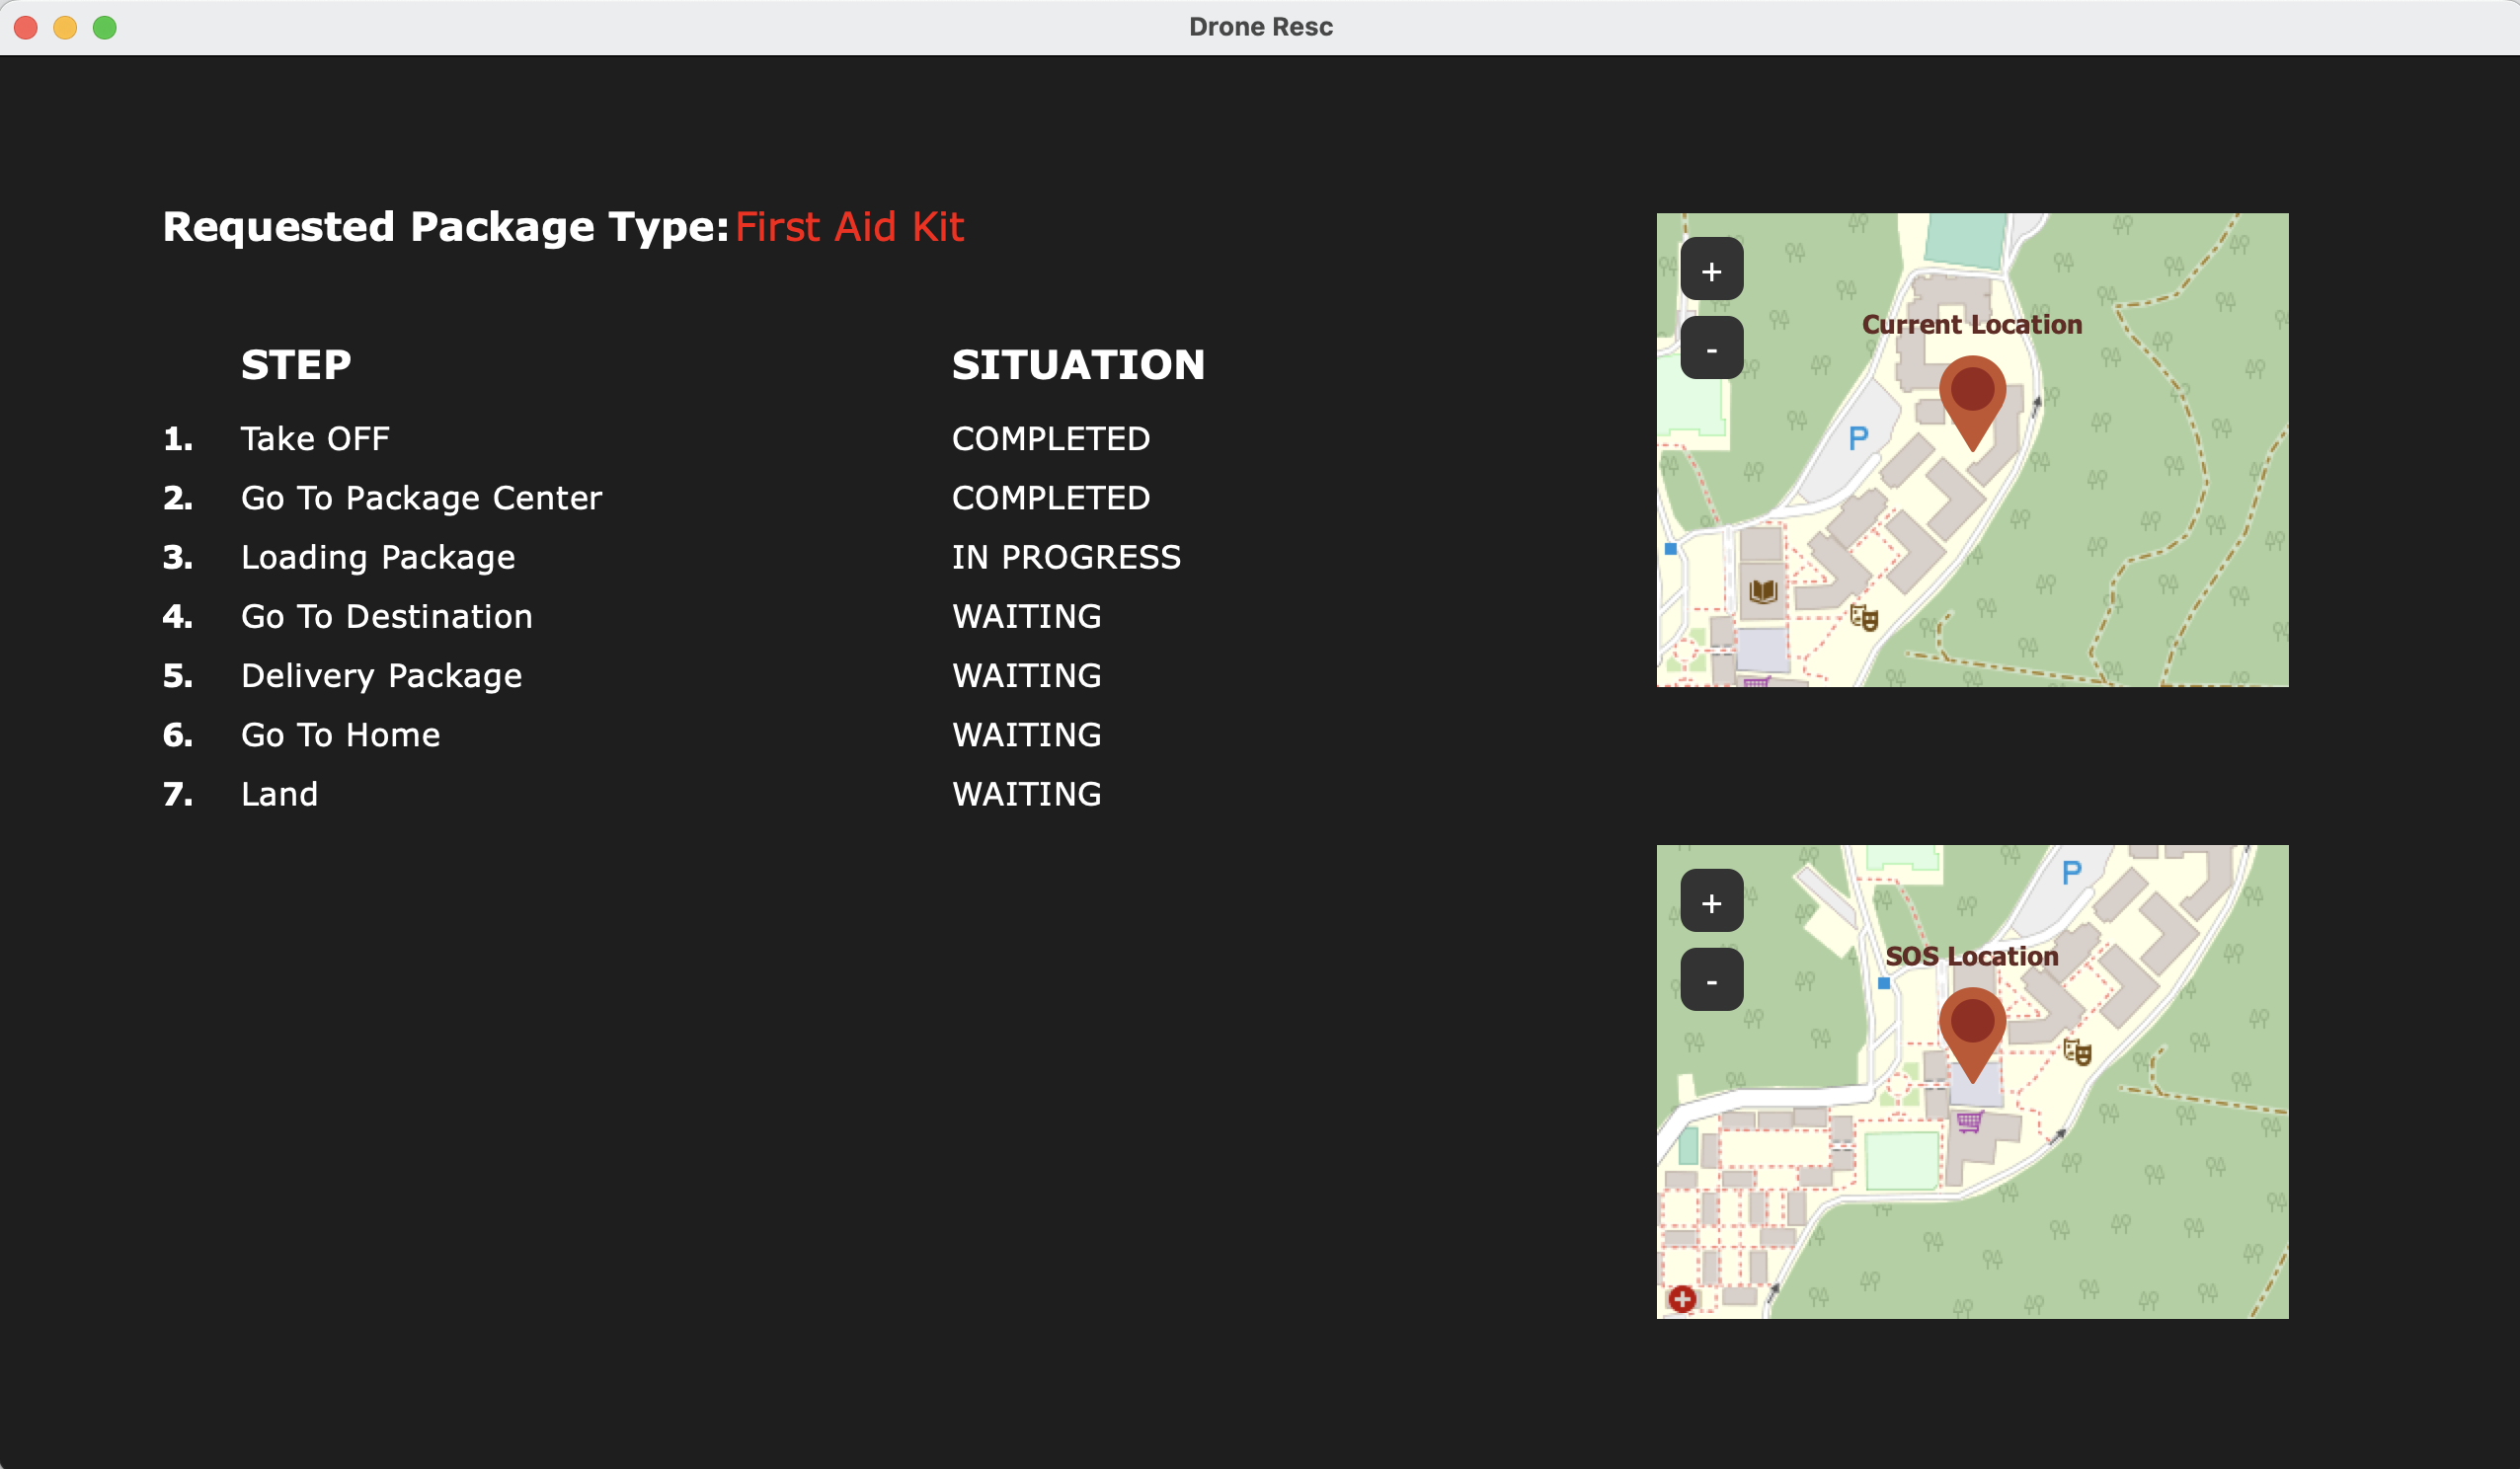 Drone Resc
Requested Package Type: First Aid Kit
STEP SITUATION
1. Take OFF COMPLETED
2. Go To Package Center COMPLETED
3. Loading Package IN PROGRESS
4. Go To Destination WAITING
5. Delivery Package WAITING
6. Go To Home WAITING
7. Land WAITING
+
-
Current Location
P
+
-
P
SOS Location